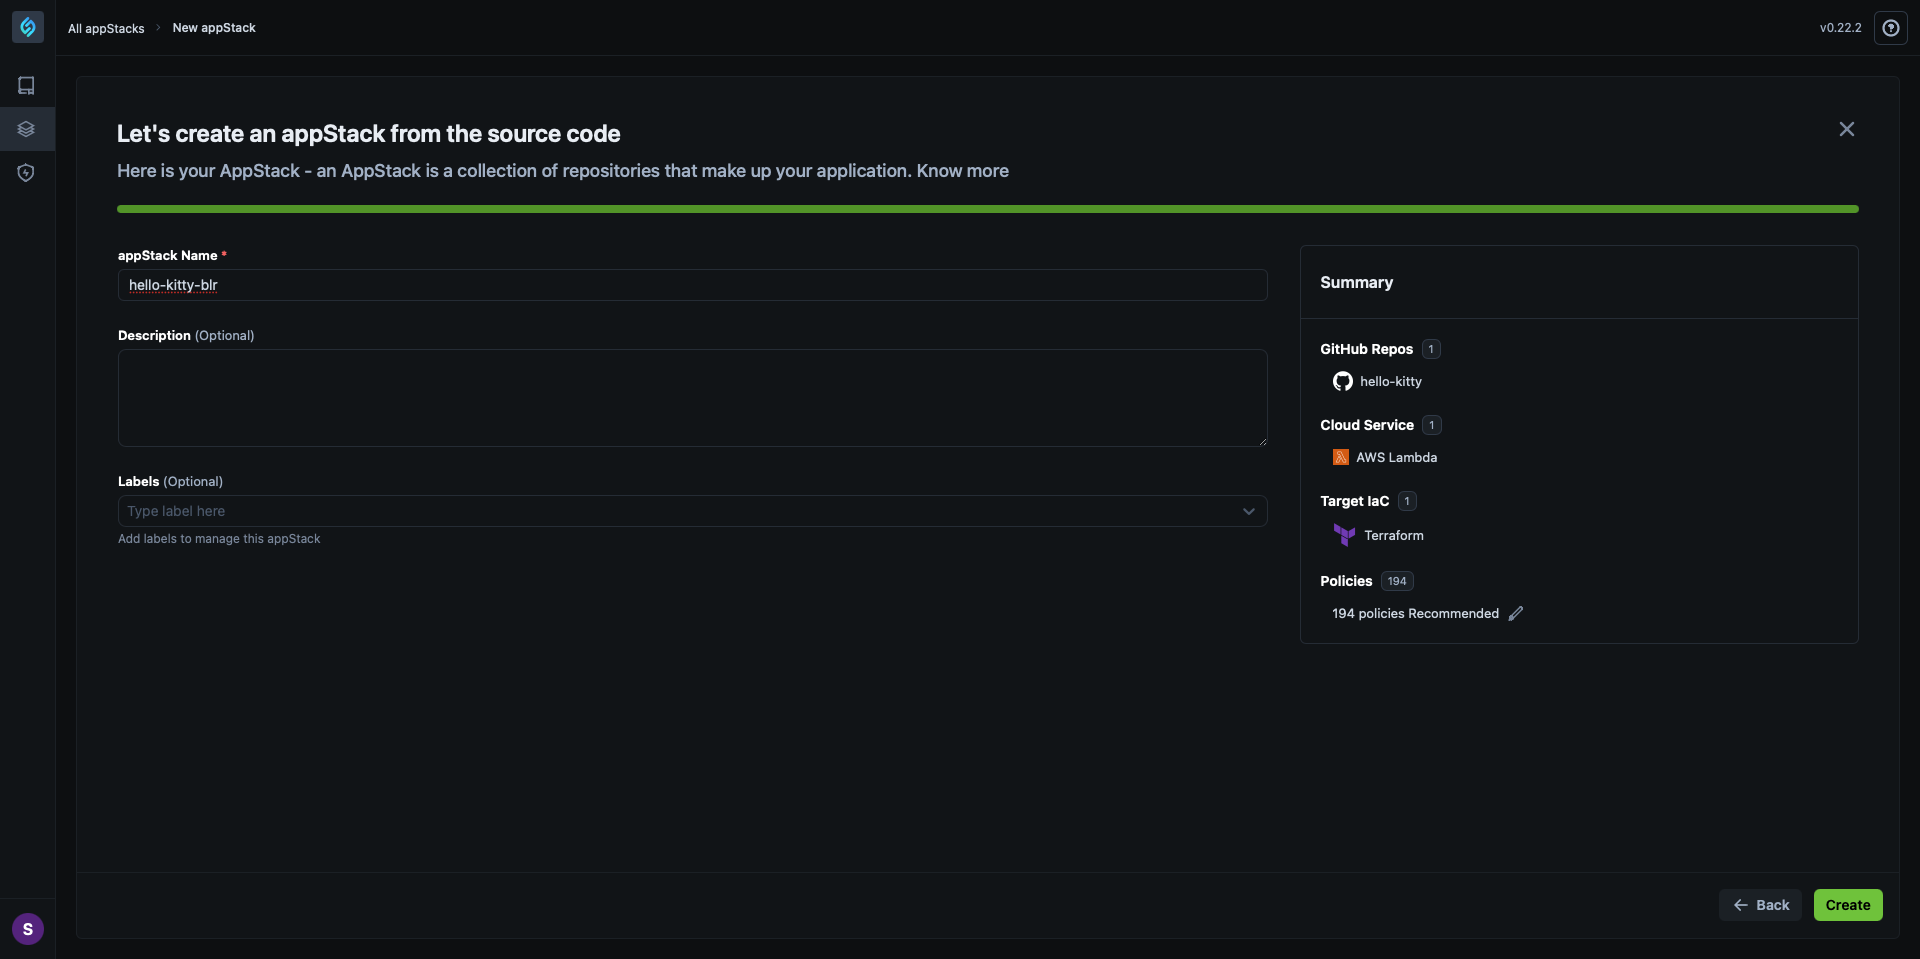 All appStacks
New appStack
v0.22.2
Let's create an appStack from the source code
Here is your AppStack - an AppStack is a collection of repositories that make up your application. Know more
appStack Name *
hello-kitty-blr
Description (Optional)
Labels (Optional)
Type label here
Add labels to manage this appStack
Summary
GitHub Repos 1
hello-kitty
Cloud Service 1
AWS Lambda
Target IaC 1
Terraform
Policies 194
194 policies Recommended
Back
Create
S